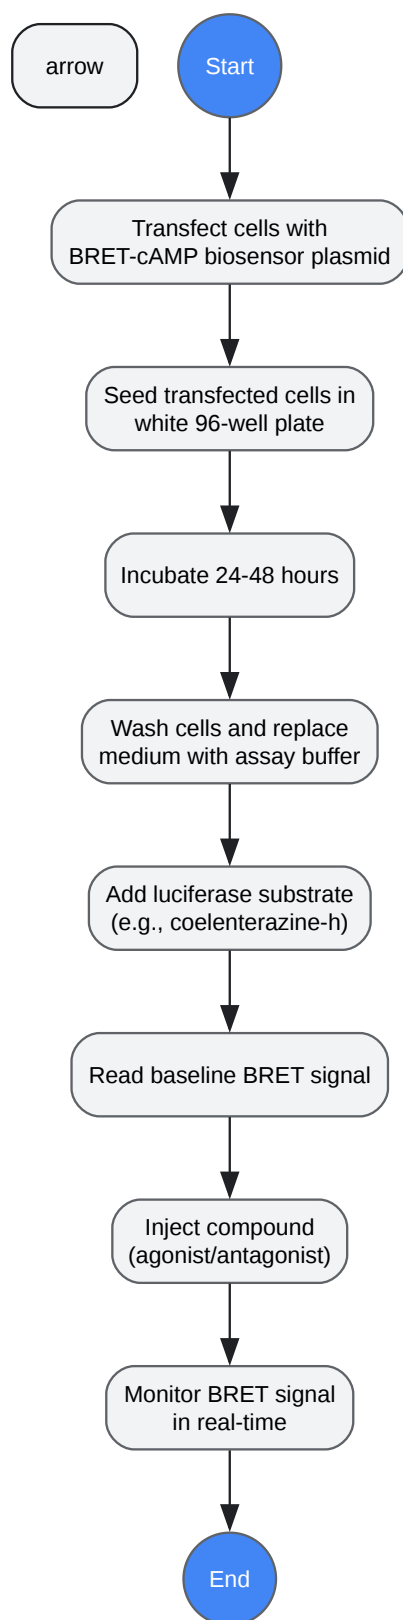 arrow
Start
Transfect cells with
BRET-cAMP biosensor plasmid
Seed transfected cells in
white 96-well plate
Incubate 24-48 hours
Wash cells and replace
medium with assay buffer
Add luciferase substrate
(e.g., coelenterazine-h)
Read baseline BRET signal
Inject compound
(agonist/antagonist)
Monitor BRET signal
in real-time
End